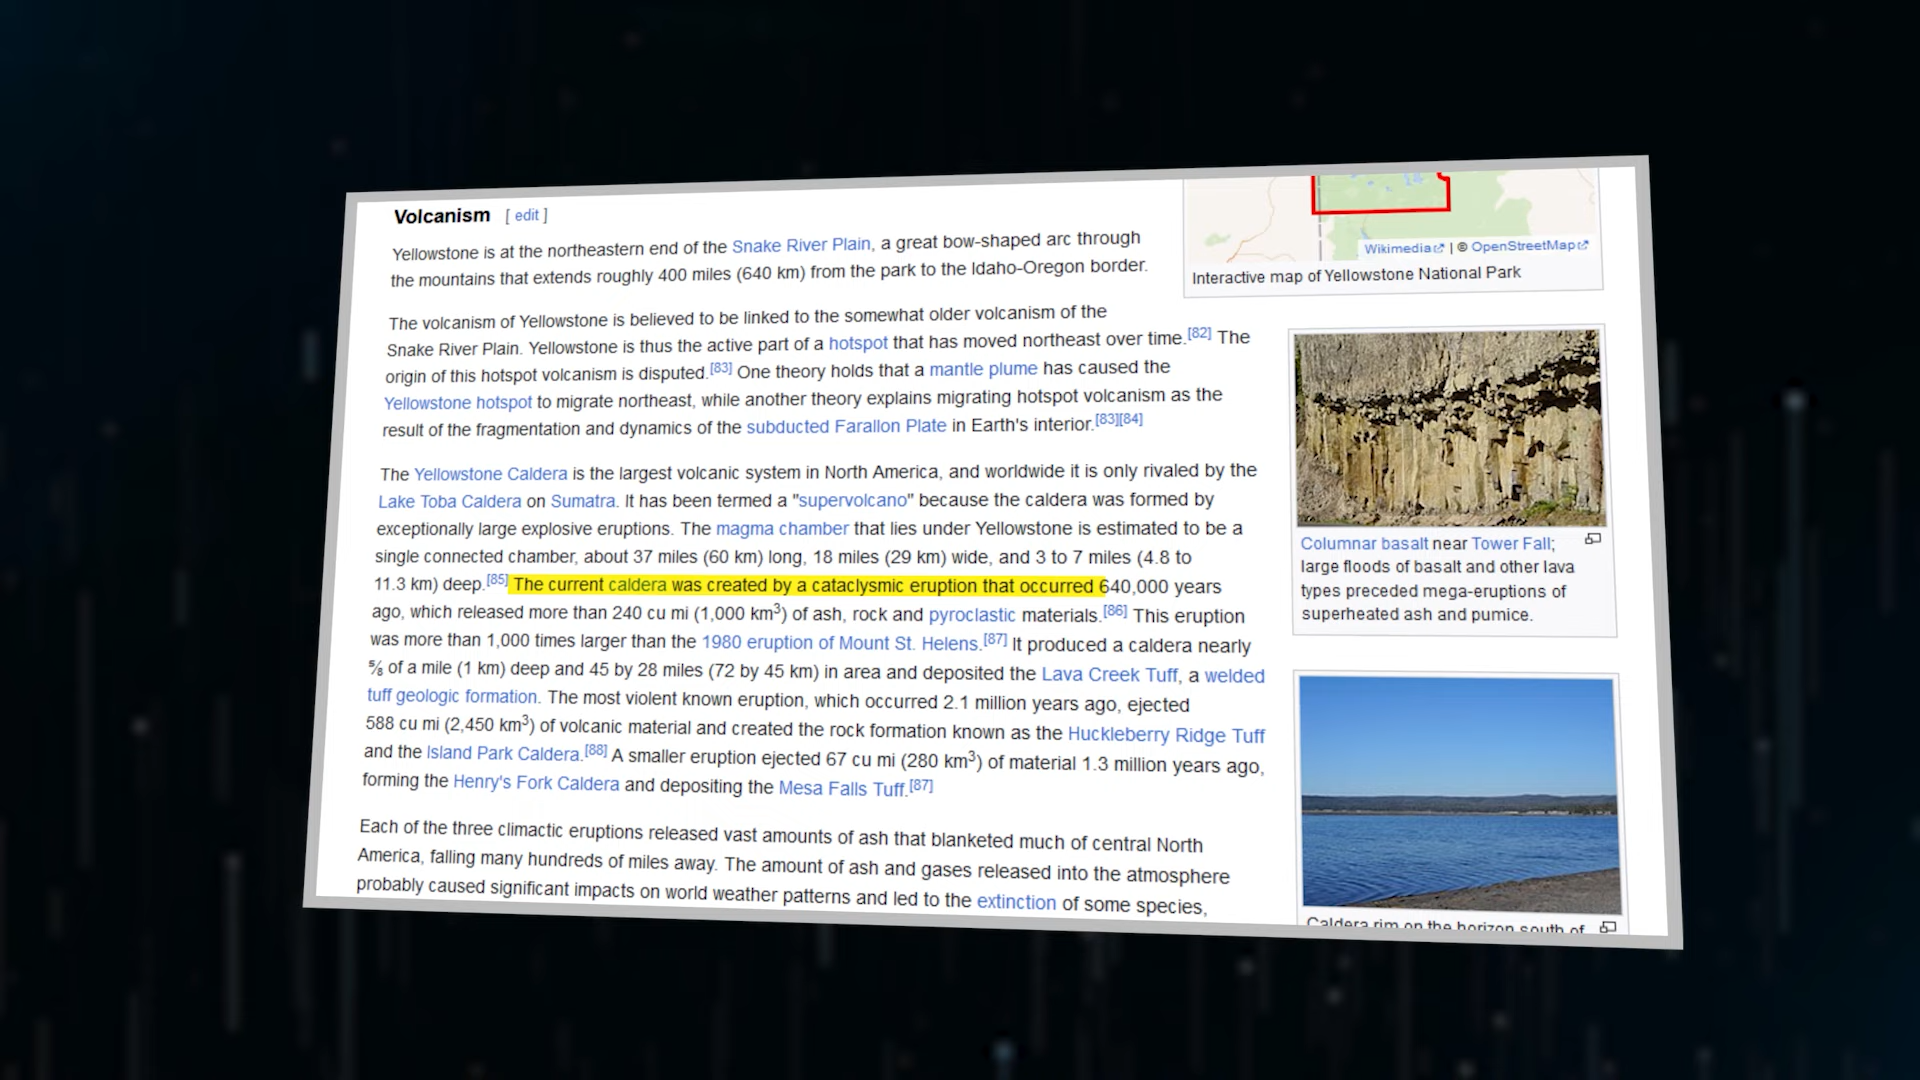 Volcanism [ edit ]
Yellowstone is at the northeastern end of the Snake River Plain, a great bow-shaped arc through
the mountains that extends roughly 400 miles (640 km) from the park to the Idaho-Oregon border.
The volcanism of Yellowstone is believed to be linked to the somewhat older volcanism of the
Snake River Plain. Yellowstone is thus the active part of a hotspot that has moved northeast over time.[82] The
origin of this hotspot volcanism is disputed.[83] One theory holds that a mantle plume has caused the
Yellowstone hotspot to migrate northeast, while another theory explains migrating hotspot volcanism as the
result of the fragmentation and dynamics of the subducted Farallon Plate in Earth's interior.[83][84]
The Yellowstone Caldera is the largest volcanic system in North America, and worldwide it is only rivaled by the
Lake Toba Caldera on Sumatra. It has been termed a "supervolcano" because the caldera was formed by
exceptionally large explosive eruptions. The magma chamber that lies under Yellowstone is estimated to be a
single connected chamber, about 37 miles (60 km) long, 18 miles (29 km) wide, and 3 to 7 miles (4.8 to
11.3 km) deep.[85] The current caldera was created by a cataclysmic eruption that occurred 640,000 years
ago, which released more than 240 cu mi (1,000 km³) of ash, rock and pyroclastic materials.[86] This eruption
was more than 1,000 times larger than the 1980 eruption of Mount St. Helens.[87] It produced a caldera nearly
⅝ of a mile (1 km) deep and 45 by 28 miles (72 by 45 km) in area and deposited the Lava Creek Tuff, a welded
tuff geologic formation. The most violent known eruption, which occurred 2.1 million years ago, ejected
588 cu mi (2,450 km³) of volcanic material and created the rock formation known as the Huckleberry Ridge Tuff
and the Island Park Caldera.[88] A smaller eruption ejected 67 cu mi (280 km³) of material 1.3 million years ago,
forming the Henry's Fork Caldera and depositing the Mesa Falls Tuff.[87]
Each of the three climactic eruptions released vast amounts of ash that blanketed much of central North
America, falling many hundreds of miles away. The amount of ash and gases released into the atmosphere
probably caused significant impacts on world weather patterns and led to the extinction of some species,
Wikimedia | © OpenStreetMap
Interactive map of Yellowstone National Park
Columnar basalt near Tower Fall;
large floods of basalt and other lava
types preceded mega-eruptions of
superheated ash and pumice.
Caldera rim on the horizon south of